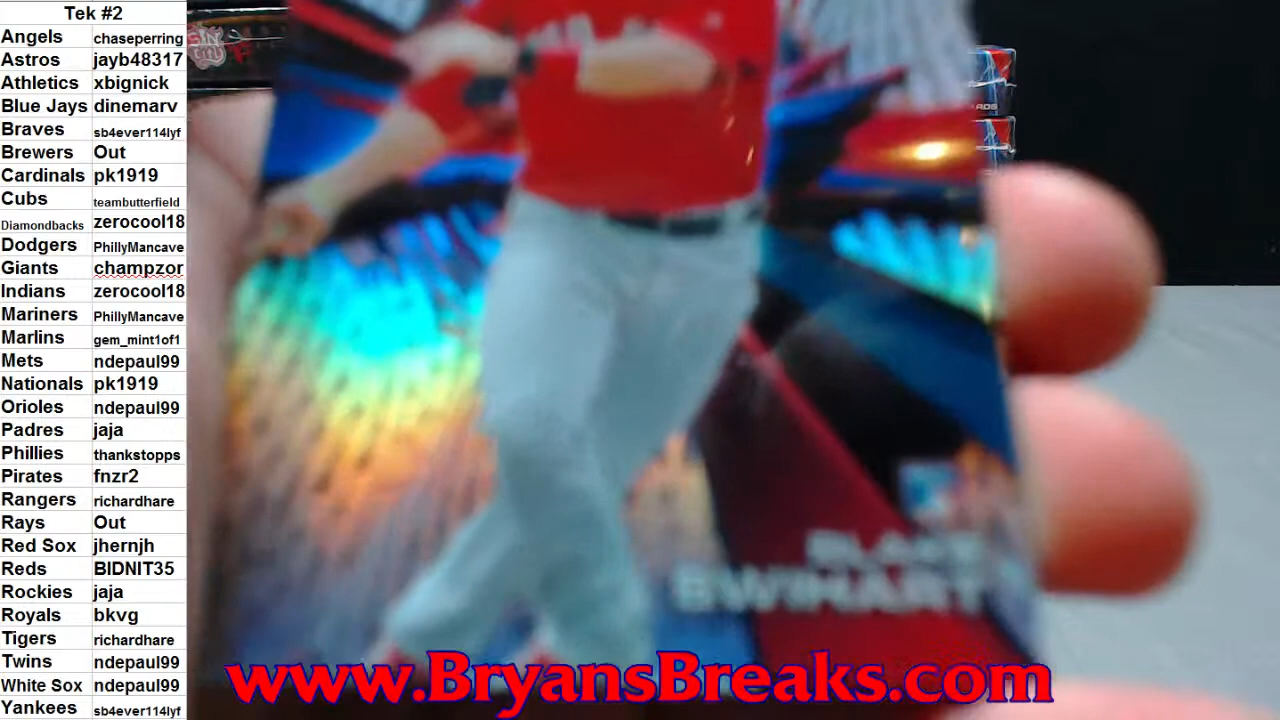 Tek #2
Angels chaseperring
Astros jayb48317
Athletics xbignick
Blue Jays dinemarv
Braves sb4ever114lyf
Brewers Out
Cardinals pk1919
Cubs teambutterfield
Diamondbacks zerocool18
Dodgers PhillyMancave
Giants champzor
Indians zerocool18
Mariners PhillyMancave
Marlins gem_mint1of1
Mets ndepaul99
Nationals pk1919
Orioles ndepaul99
Padres jaja
Phillies thankstopps
Pirates fnzr2
Rangers richardhare
Rays Out
Red Sox jhernjh
Reds BIDNIT35
Rockies jaja
Royals bkvg
Tigers richardhare
Twins ndepaul99
White Sox ndepaul99
Yankees sb4ever114lyf
BLAKE
SWIHART
www.BryansBreaks.com